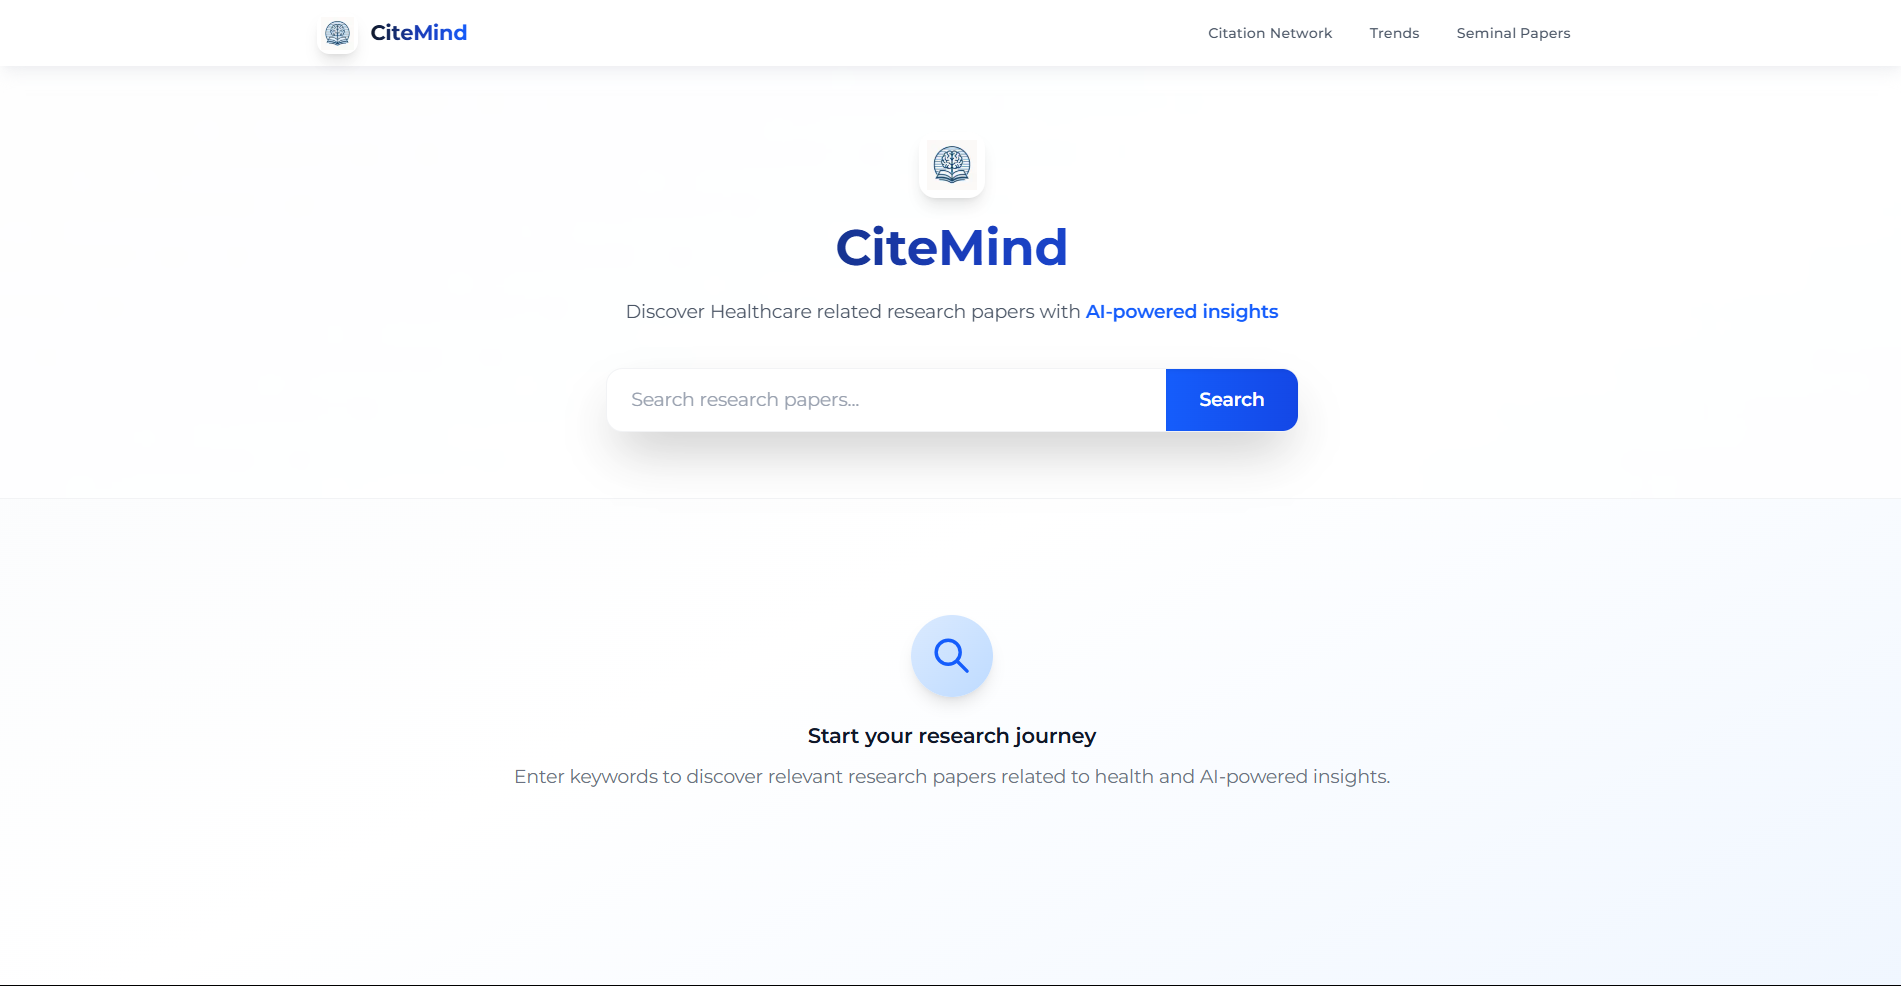 CiteMind
Citation Network
Trends
Seminal Papers
CiteMind
Discover Healthcare related research papers with AI-powered insights
Search research papers...
Search
Start your research journey
Enter keywords to discover relevant research papers related to health and AI-powered insights.